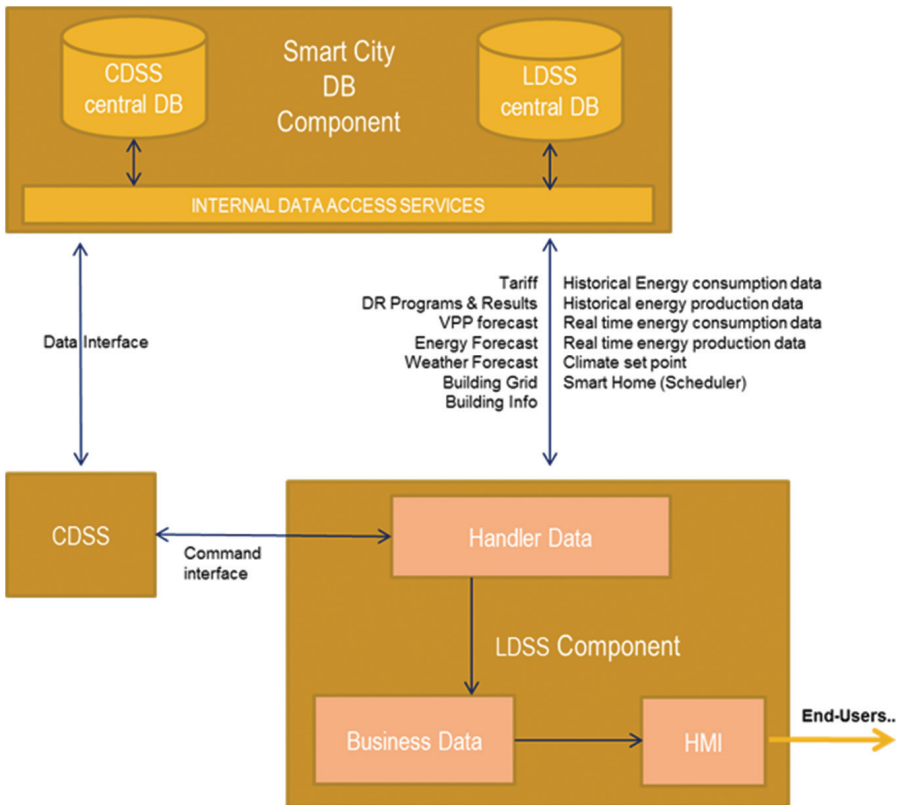 CDSS
central DB
Smart City
DB
Component
LDSS
central DB
INTERNAL DATA ACCESS SERVICES
Data Interface
Tariff
DR Programs & Results
VPP forecast
Energy Forecast
Weather Forecast
Building Grid
Building Info
Historical Energy consumption data
Historical energy production data
Real time energy consumption data
Real time energy production data
Climate set point
Smart Home (Scheduler)
CDSS
Command
interface
Handler Data
LDSS Component
Business Data
HMI
End-Users..